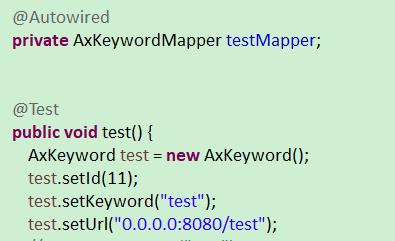 @Autowired
private AxKeywordMapper testMapper;
@Test
public void test() {
AxKeyword test = new AxKeyword();
test.setId(11);
test.setKeyword("test");
test.setUrl("0.0.0.0:8080/test");